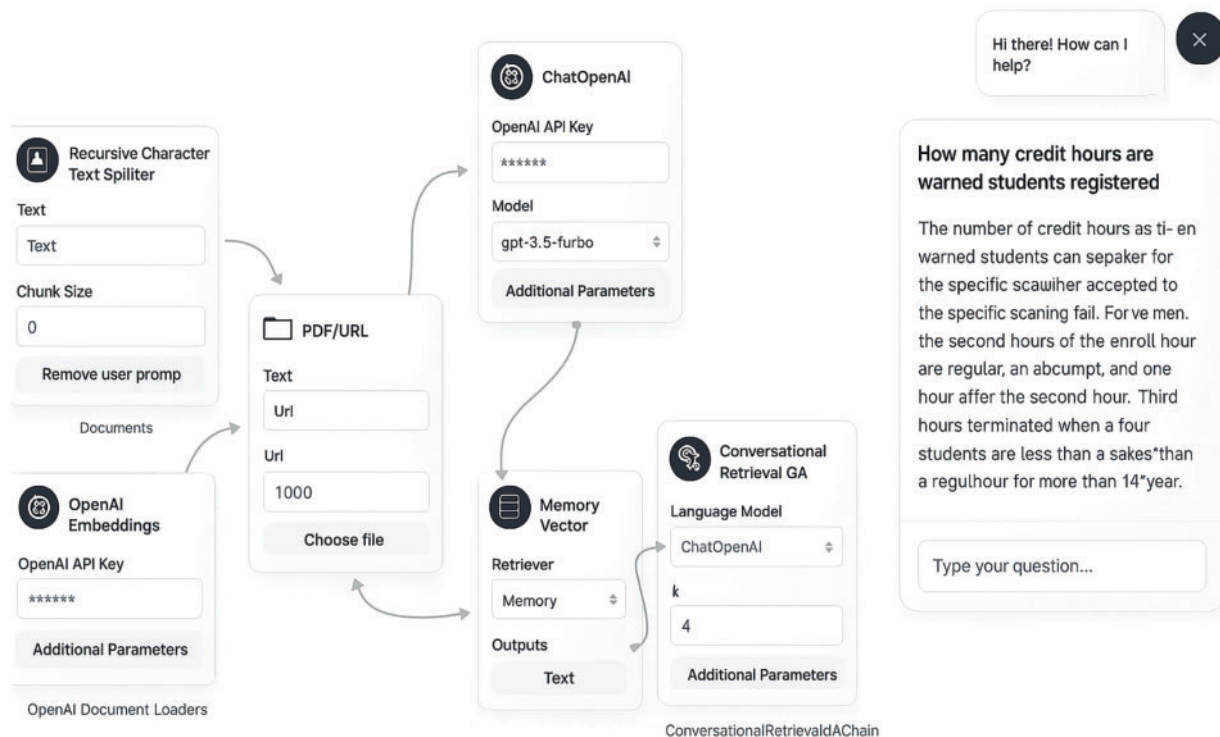 Recursive Character
Text Spiliter
Text
Text
Chunk Size
0
Remove user promp
Documents
OpenAI
Embeddings
OpenAI API Key
******
Additional Parameters
OpenAI Document Loaders
PDF/URL
Text
Url
Url
1000
Choose file
ChatOpenAI
OpenAI API Key
******
Model
gpt-3.5-furbo
Additional Parameters
Memory
Vector
Retriever
Memory
Outputs
Text
Conversational
Retrieval GA
Language Model
ChatOpenAI
k
4
Additional Parameters
ConversationalRetrievaldAChain
Hi there! How can I
help?
How many credit hours are
warned students registered
The number of credit hours as ti- en
warned students can sepaker for
the specific scawiher accepted to
the specific scaning fail. For ve men.
the second hours of the enroll hour
are regular, an abcumpt, and one
hour affer the second hour. Third
hours terminated when a four
students are less than a sakes"than
a regulhour for more than 14"year.
Type your question...